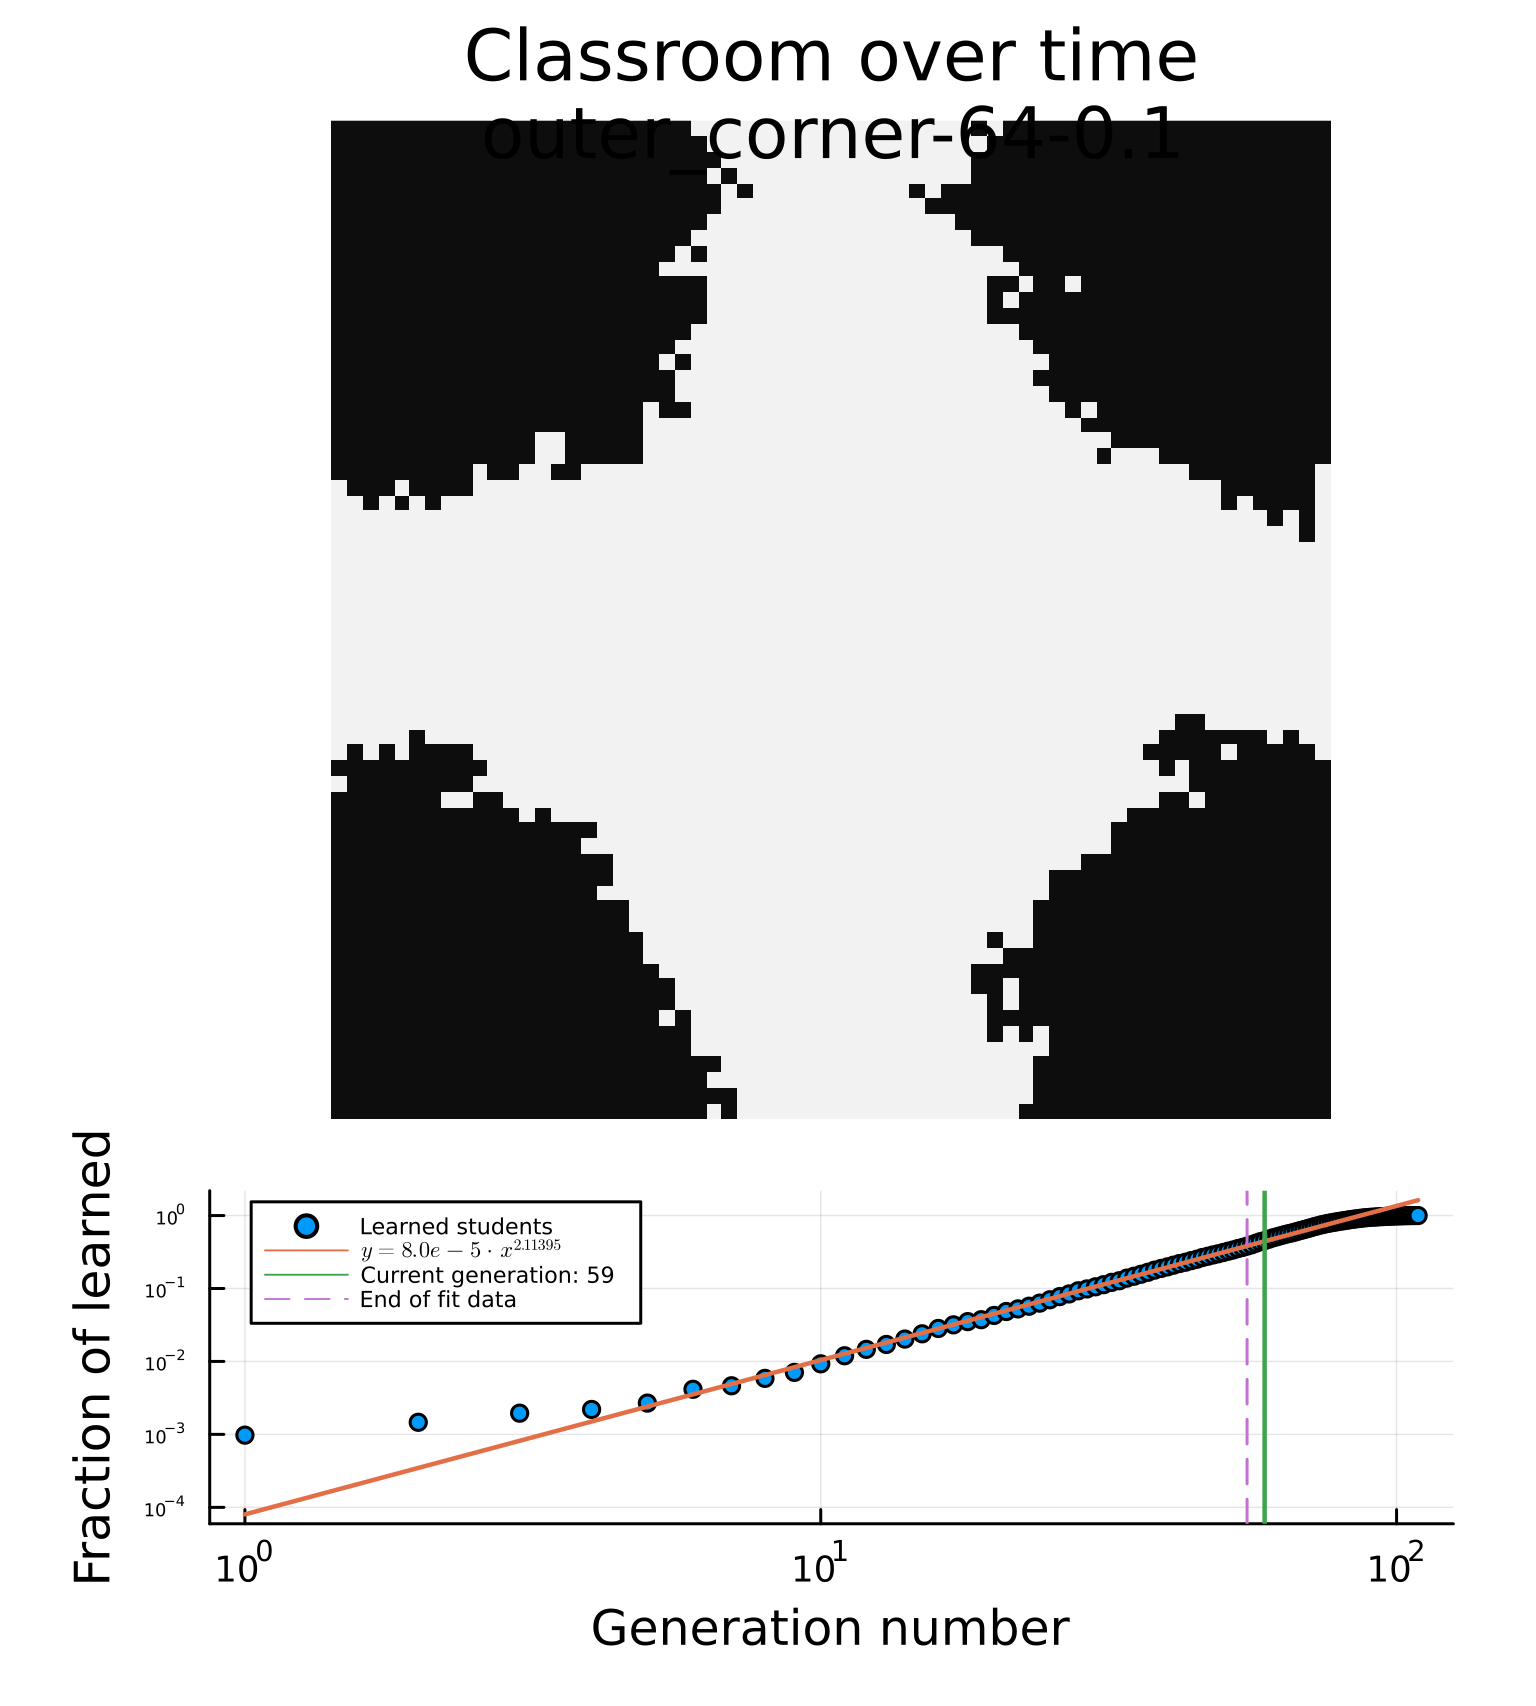 Classroom over time
outer_corner-64-0.1
Fraction of learned
10^0
10^-1
10^-2
10^-3
10^-4
Learned students
y = 8.0e − 5 · x^2.11395
Current generation: 59
End of fit data
10^0
10^1
10^2
Generation number